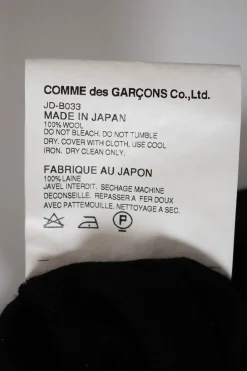 COMME des GARÇONS Co.,Ltd.
JD-B033
MADE IN JAPAN
100% WOOL
DO NOT BLEACH. DO NOT TUMBLE
DRY. COVER WITH CLOTH, USE COOL
IRON. DRY CLEAN ONLY.
FABRIQUE AU JAPON
100% LAINE
JAVEL INTERDIT. SECHAGE MACHINE
DECONSEILLE. REPASSER A FER DOUX
AVEC PATTEMOUILLE. NETTOYAGE A SEC.
P